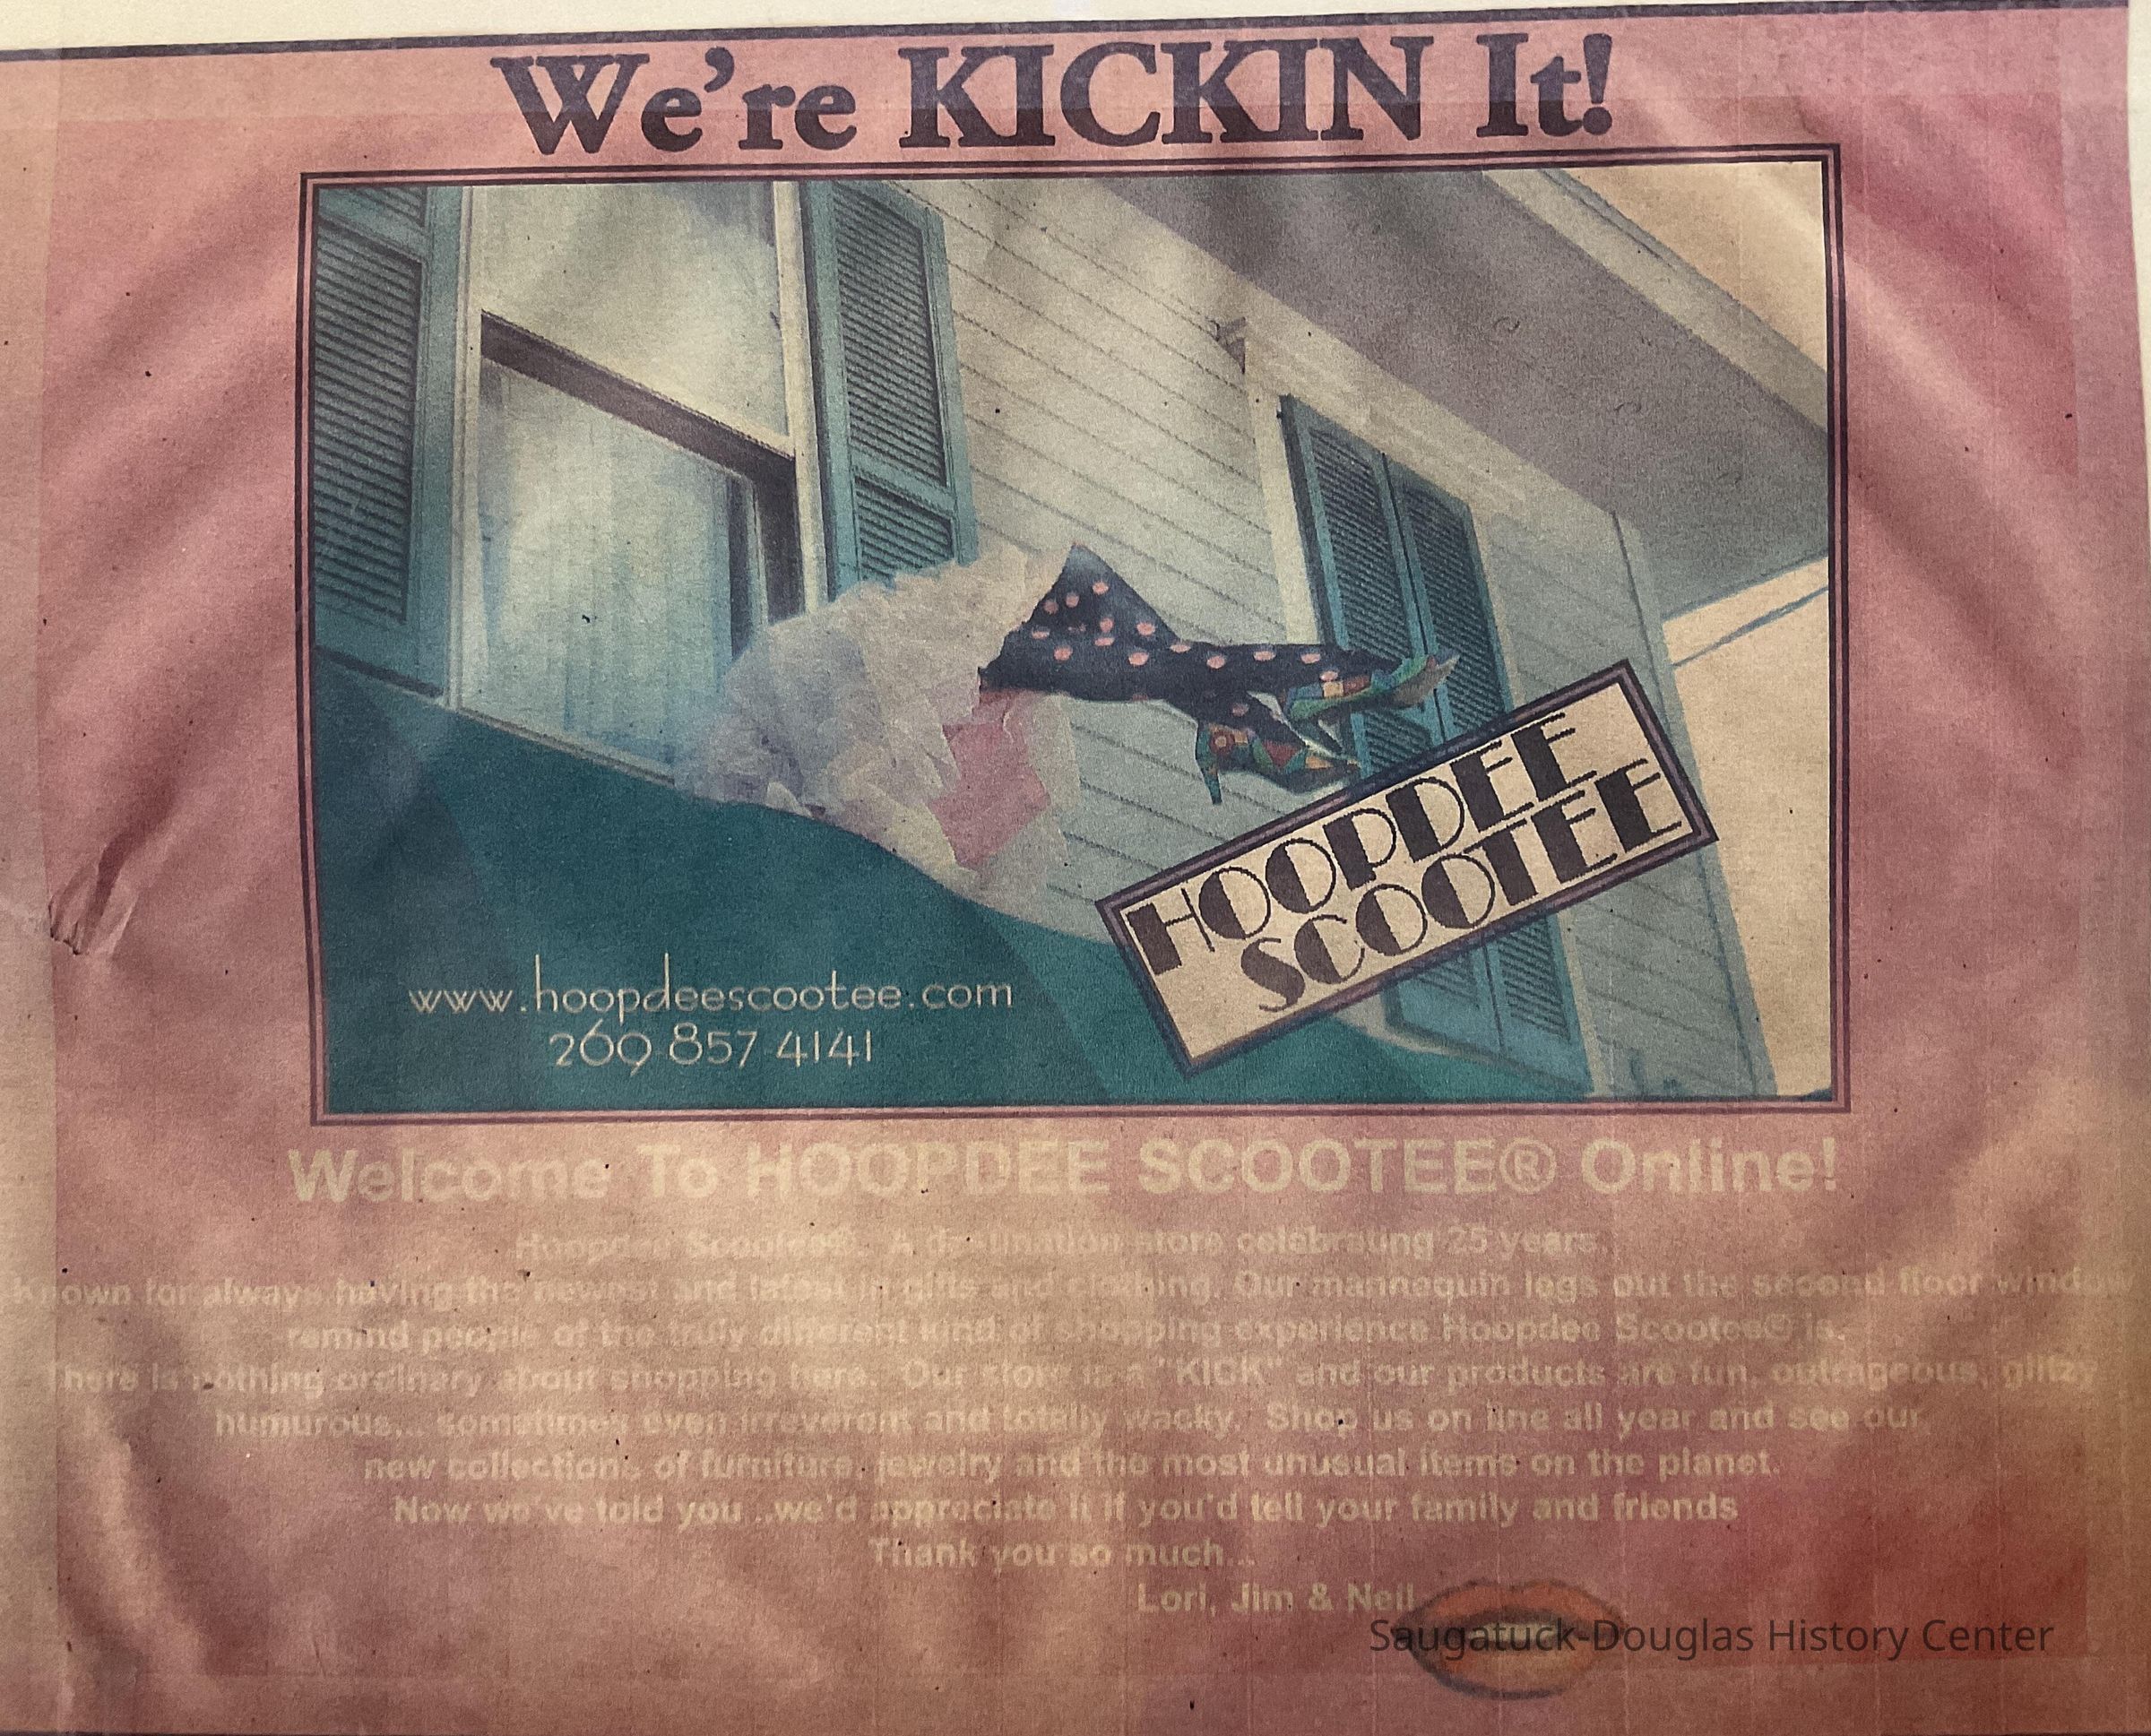 We're KICKIN It!
HOOPDEE
SCOOTEE
www.hoopdeescootee.com
269 857 4141
Welcome To HOOPDEE SCOOTEE® Online!
Hoopdee Scootee®. A destination store celebraung 25 years.
Known for always having the newest and latest in gifts and clothing. Our mannequin legs out the second floor window
remind people of the truly different kind of shopping experience Hoopdee Scootee® is.
There is nothing ordinary about shopping here. Our store is a "KICK" and our products are fun, outrageous, glitzy
humurous... sometimes even irreverent and totally wacky. Shop us on line all year and see our
new collections of furniture, jewelry and the most unusual items on the planet.
Now we've told you ..we'd appreciate it if you'd tell your family and friends
Thank you so much...
Lori, Jim & Neil
Saugatuck-Douglas History Center